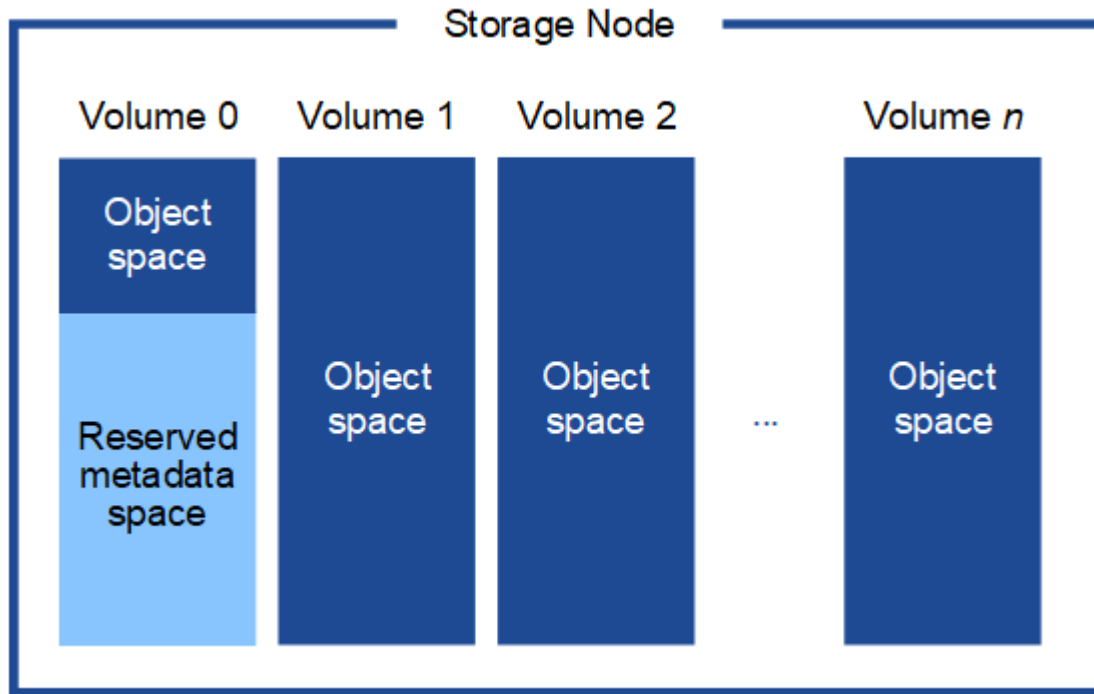 Storage Node
Volume 0
Volume 1
Volume 2
Volume n
Object
space
Reserved
metadata
space
Object
space
Object
space
...
Object
space